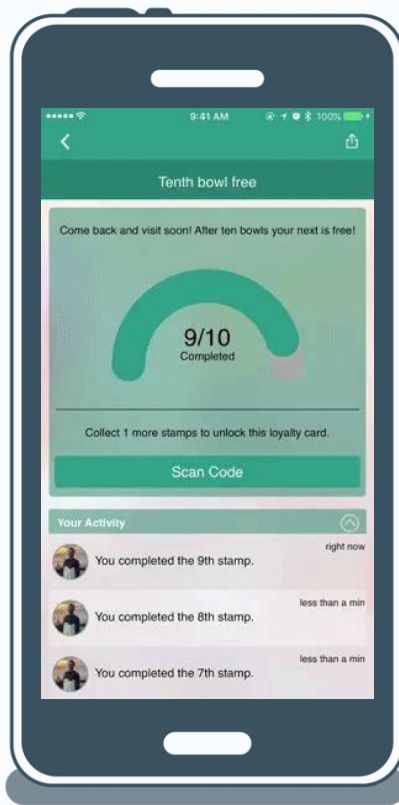 9:41 AM
100%
Tenth bowl free
Come back and visit soon! After ten bowls your next is free!
9/10
Completed
Collect 1 more stamps to unlock this loyalty card.
Scan Code
Your Activity
right now
You completed the 9th stamp.
less than a min
You completed the 8th stamp.
less than a min
You completed the 7th stamp.